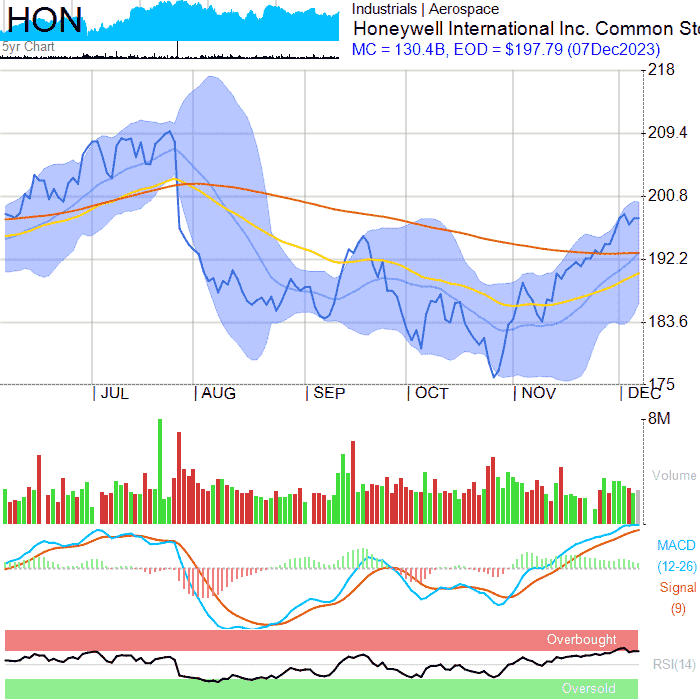 HON
Industrials | Aerospace
Honeywell International Inc. Common Sto
5yr Chart
MC = 130.4B, EOD = $197.79 (07Dec2023)
218
209.4
200.8
192.2
183.6
175
JUL AUG SEP OCT NOV DEC
8M
Volume
MACD
(12-26)
Signal
(9)
Overbought
RSI(14)
Oversold